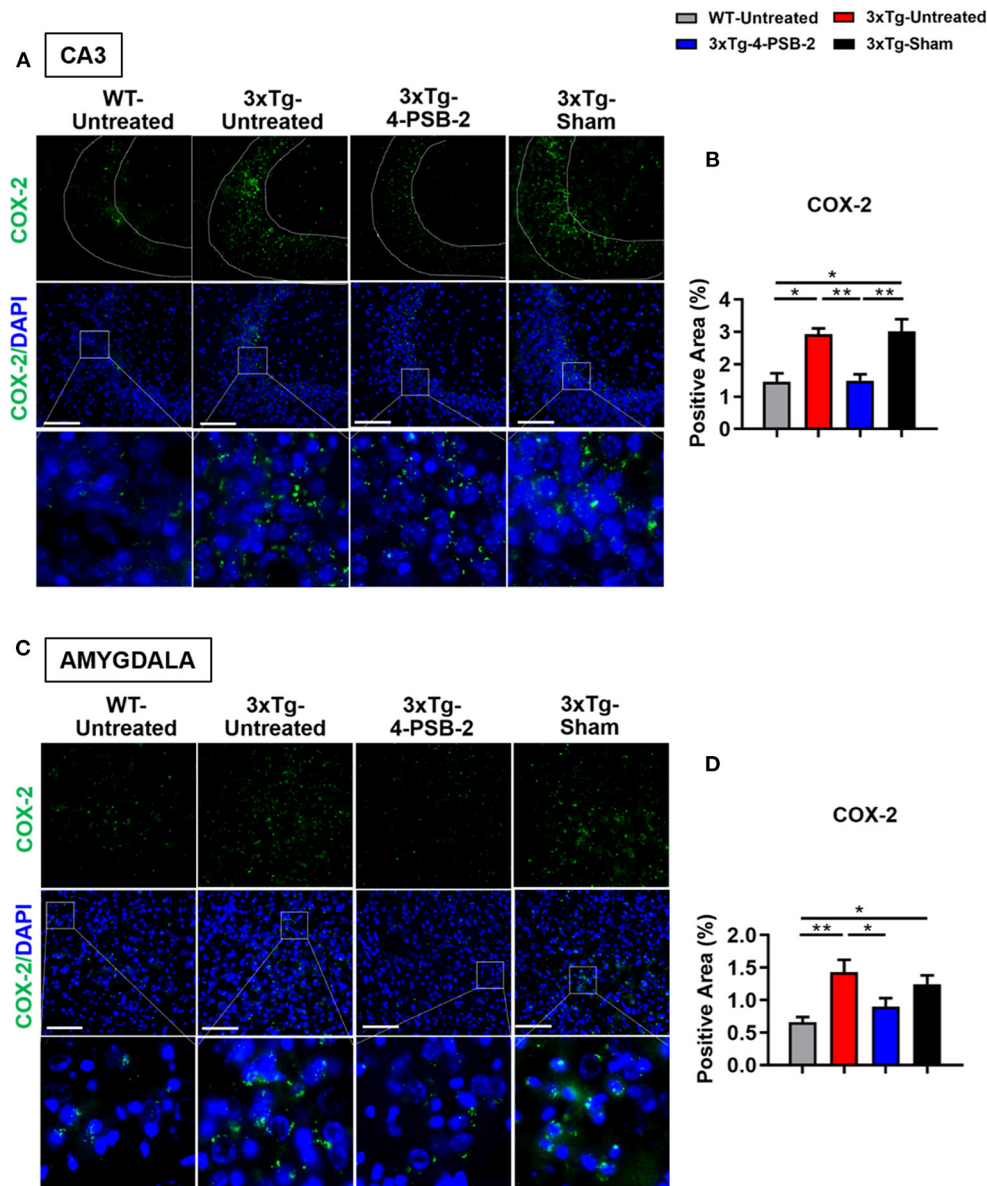 WT-Untreated 3xTg-Untreated
3xTg-4-PSB-2 3xTg-Sham
A CA3
WT-
Untreated
3xTg-
Untreated
3xTg-
4-PSB-2
3xTg-
Sham
COX-2
COX-2/DAPI
B
COX-2
Positive Area (%)
4
3
2
1
0
*
* ** **
C AMYGDALA
WT-
Untreated
3xTg-
Untreated
3xTg-
4-PSB-2
3xTg-
Sham
COX-2
COX-2/DAPI
D
COX-2
Positive Area (%)
2.0
1.5
1.0
0.5
0.0
*
** *